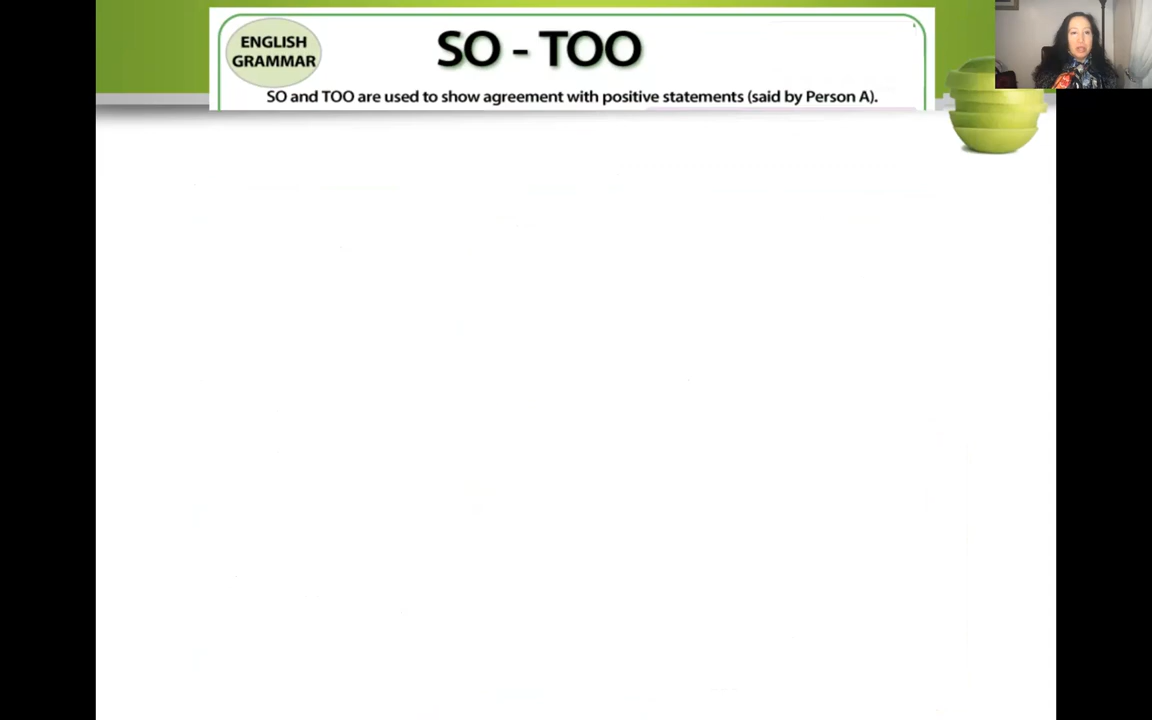 ENGLISH
GRAMMAR
SO - TOO
SO and TOO are used to show agreement with positive statements (said by Person A).